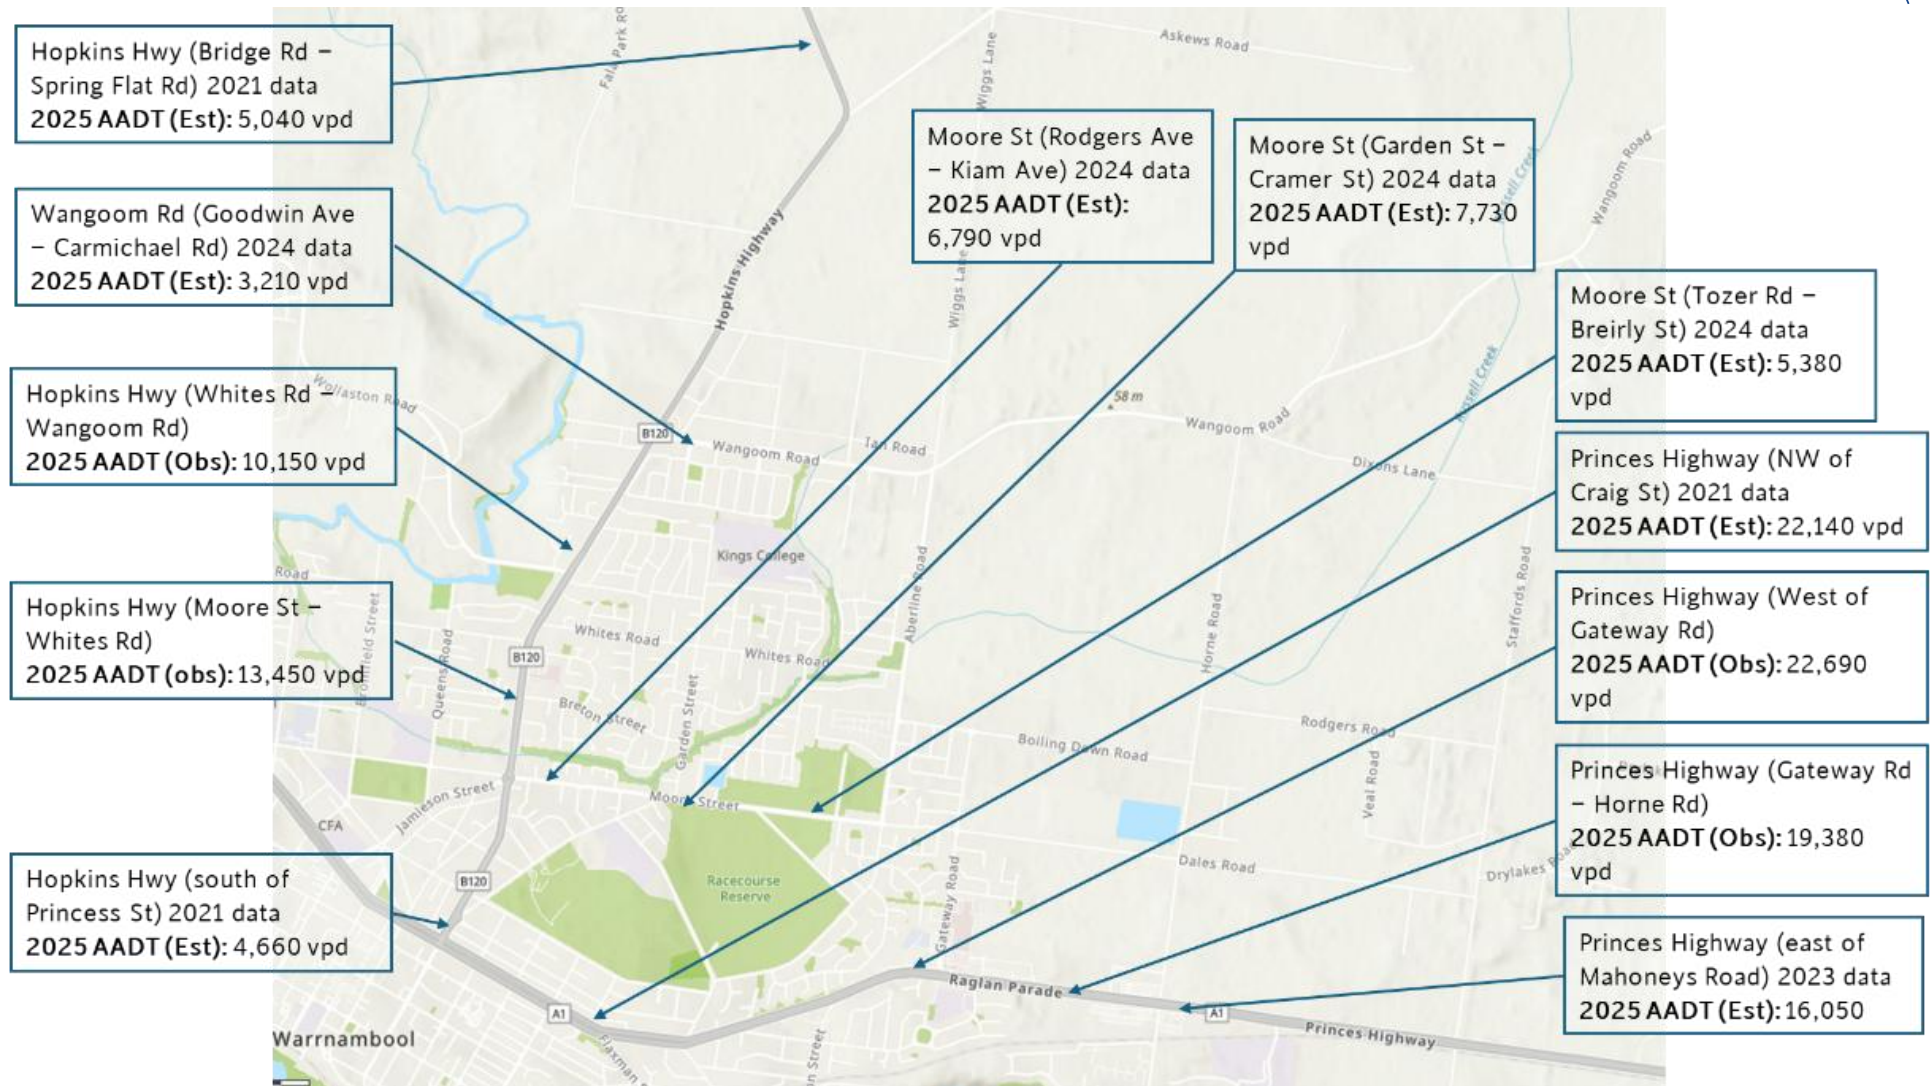 Hopkins Hwy (Bridge Rd –
Spring Flat Rd) 2021 data
2025 AADT (Est): 5,040 vpd
Wangoom Rd (Goodwin Ave
– Carmichael Rd) 2024 data
2025 AADT (Est): 3,210 vpd
Hopkins Hwy (Whites Rd –
Wangoom Rd)
2025 AADT (Obs): 10,150 vpd
Hopkins Hwy (Moore St –
Whites Rd)
2025 AADT (obs): 13,450 vpd
Hopkins Hwy (south of
Princess St) 2021 data
2025 AADT (Est): 4,660 vpd
Moore St (Rodgers Ave
– Kiam Ave) 2024 data
2025 AADT (Est):
6,790 vpd
Moore St (Garden St –
Cramer St) 2024 data
2025 AADT (Est): 7,730
vpd
Moore St (Tozer Rd –
Breirly St) 2024 data
2025 AADT (Est): 5,380
vpd
Princes Highway (NW of
Craig St) 2021 data
2025 AADT (Est): 22,140 vpd
Princes Highway (West of
Gateway Rd)
2025 AADT (Obs): 22,690
vpd
Princes Highway (Gateway Rd
– Horne Rd)
2025 AADT (Obs): 19,380
vpd
Princes Highway (east of
Mahoneys Road) 2023 data
2025 AADT (Est): 16,050
Askews Road
Wiggs Lane
Wangoom Road
Hopkins Highway
Wiggs Lane
Wollaston Road
58 m
B120
Wangoom Road
Ian Road
Wangoom Road
Dixons Lane
Kings College
Road
Aberline Road
Horne Road
Staffords Road
Queens Road
B120
Whites Road
Whites Road
Breton Street
Garden Street
Rodgers Road
Boiling Down Road
Veal Road
Jamieson Street
Moore Street
CFA
Dales Road
Drylakes Road
B120
Racecourse
Reserve
Gateway Road
Raglan Parade
A1
A1
Princes Highway
Warrnambool
Street